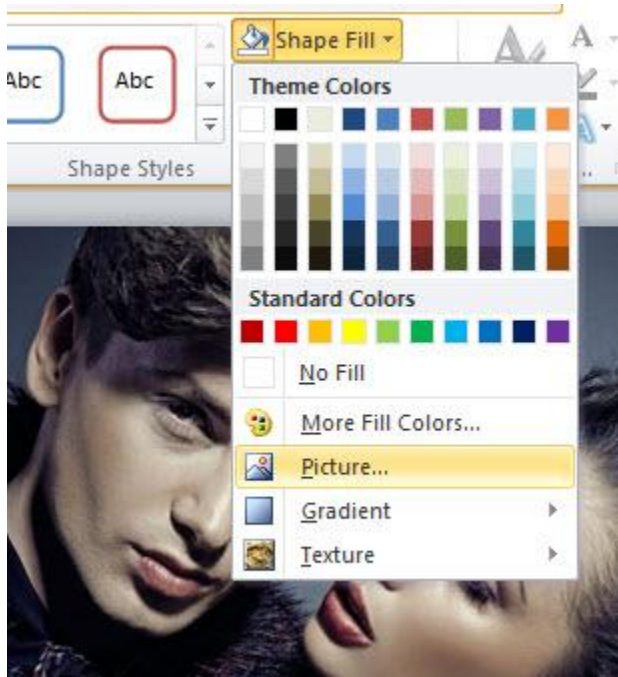 Shape Fill
Abc
Abc
Shape Styles
Theme Colors
Standard Colors
No Fill
More Fill Colors...
Picture...
Gradient
Texture
A
A
A
..